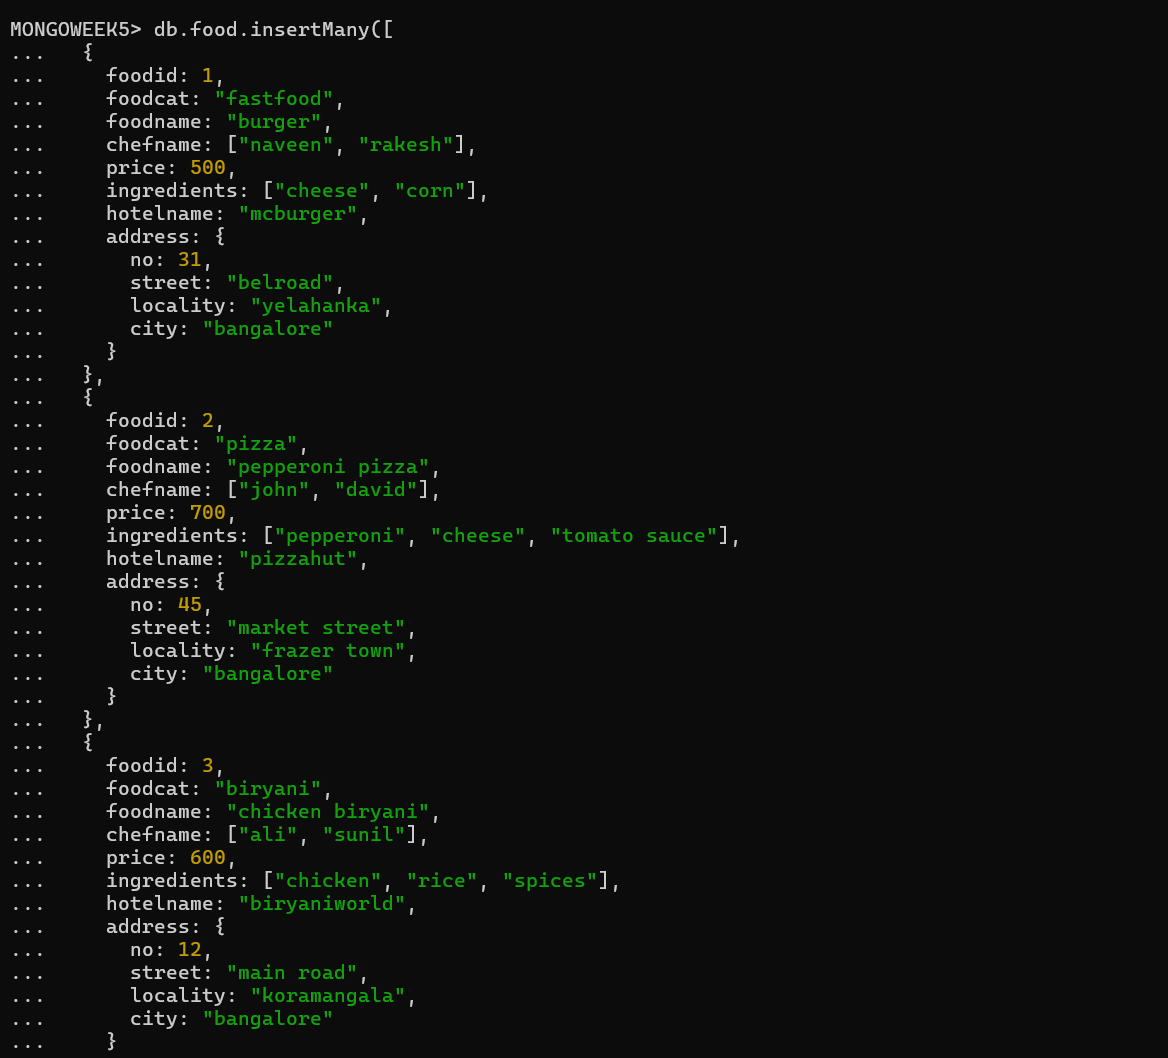 MONGOWEEK5> db.food.insertMany([
...   {
...     foodid: 1,
...     foodcat: "fastfood",
...     foodname: "burger",
...     chefname: ["naveen", "rakesh"],
...     price: 500,
...     ingredients: ["cheese", "corn"],
...     hotelname: "mcburger",
...     address: {
...       no: 31,
...       street: "belroad",
...       locality: "yelahanka",
...       city: "bangalore"
...     }
...   },
...   {
...     foodid: 2,
...     foodcat: "pizza",
...     foodname: "pepperoni pizza",
...     chefname: ["john", "david"],
...     price: 700,
...     ingredients: ["pepperoni", "cheese", "tomato sauce"],
...     hotelname: "pizzahut",
...     address: {
...       no: 45,
...       street: "market street",
...       locality: "frazer town",
...       city: "bangalore"
...     }
...   },
...   {
...     foodid: 3,
...     foodcat: "biryani",
...     foodname: "chicken biryani",
...     chefname: ["ali", "sunil"],
...     price: 600,
...     ingredients: ["chicken", "rice", "spices"],
...     hotelname: "biryaniworld",
...     address: {
...       no: 12,
...       street: "main road",
...       locality: "koramangala",
...       city: "bangalore"
...     }